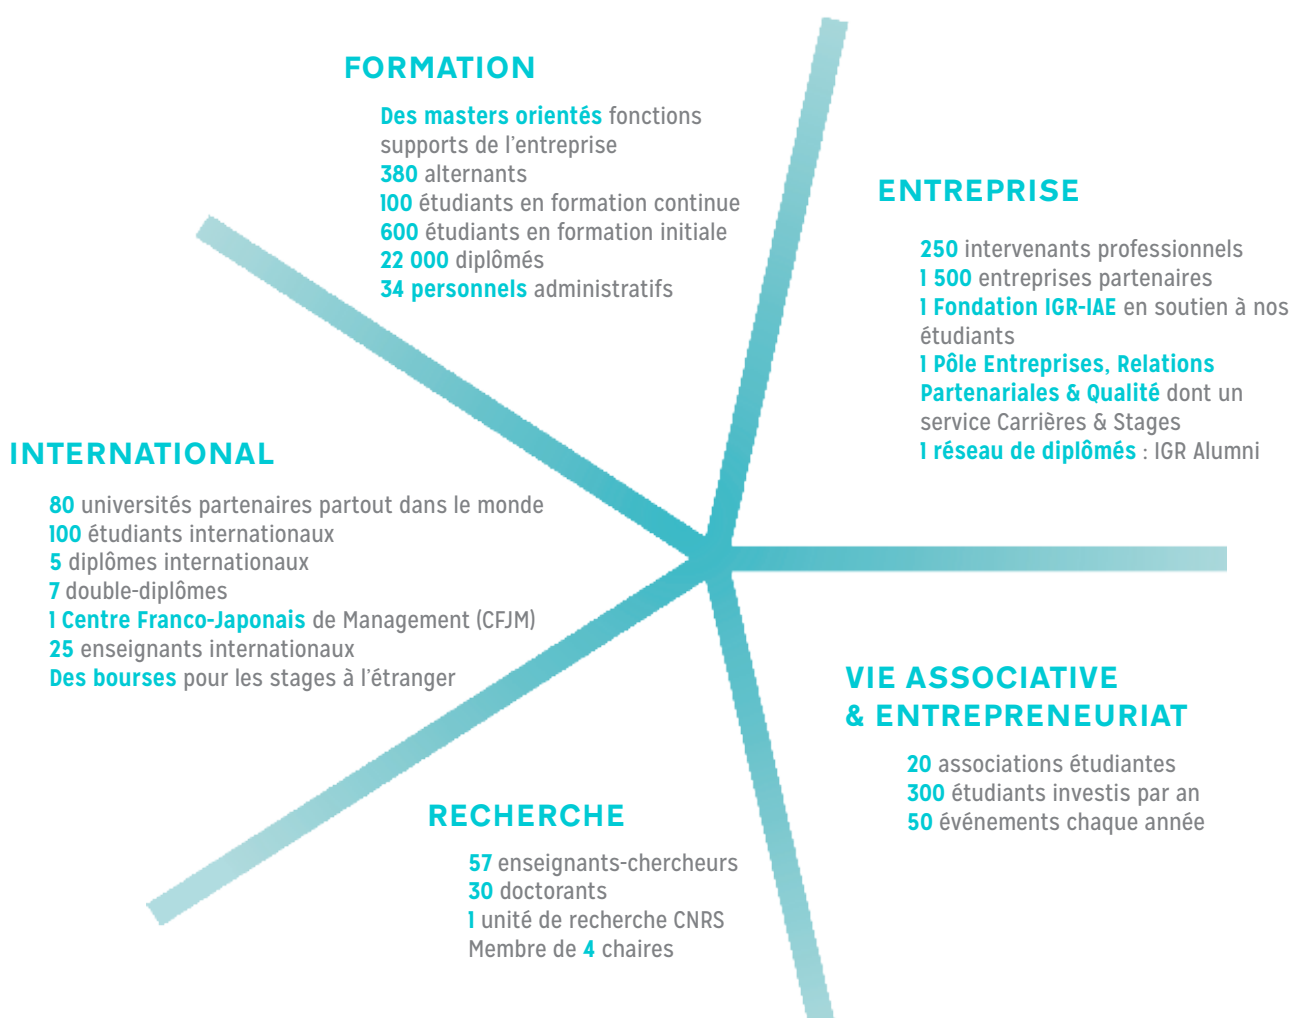 FORMATION
Des masters orientés fonctions
supports de l'entreprise
380 alternants
100 étudiants en formation continue
600 étudiants en formation initiale
22 000 diplômés
34 personnels administratifs
ENTREPRISE
250 intervenants professionnels
1 500 entreprises partenaires
1 Fondation IGR-IAE en soutien à nos
étudiants
1 Pôle Entreprises, Relations
Partenariales & Qualité dont un
service Carrières & Stages
1 réseau de diplômés : IGR Alumni
INTERNATIONAL
80 universités partenaires partout dans le monde
100 étudiants internationaux
5 diplômes internationaux
7 double-diplômes
1 Centre Franco-Japonais de Management (CFJM)
25 enseignants internationaux
Des bourses pour les stages à l'étranger
VIE ASSOCIATIVE
& ENTREPRENEURIAT
20 associations étudiantes
300 étudiants investis par an
50 événements chaque année
RECHERCHE
57 enseignants-chercheurs
30 doctorants
1 unité de recherche CNRS
Membre de 4 chaires